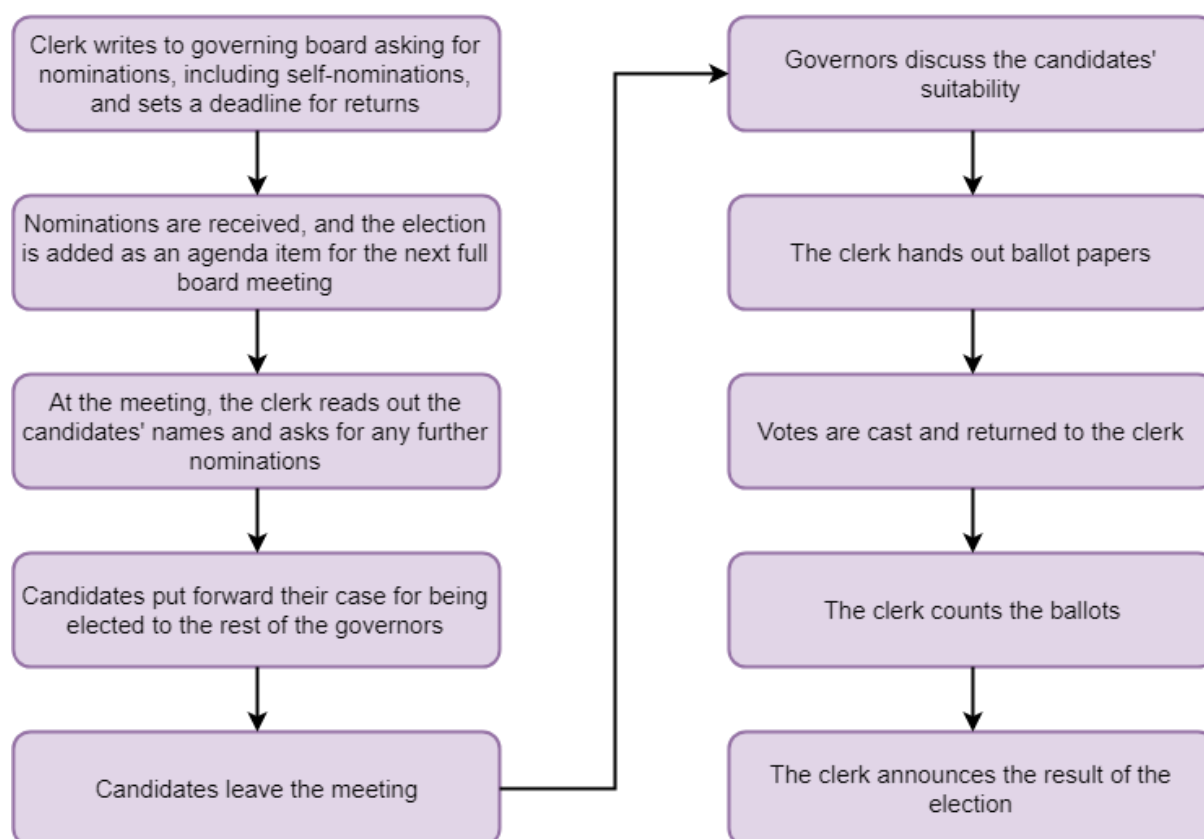 Clerk writes to governing board asking for
nominations, including self-nominations,
and sets a deadline for returns
Nominations are received, and the election
is added as an agenda item for the next full
board meeting
At the meeting, the clerk reads out the
candidates' names and asks for any further
nominations
Candidates put forward their case for being
elected to the rest of the governors
Candidates leave the meeting
Governors discuss the candidates'
suitability
The clerk hands out ballot papers
Votes are cast and returned to the clerk
The clerk counts the ballots
The clerk announces the result of the
election